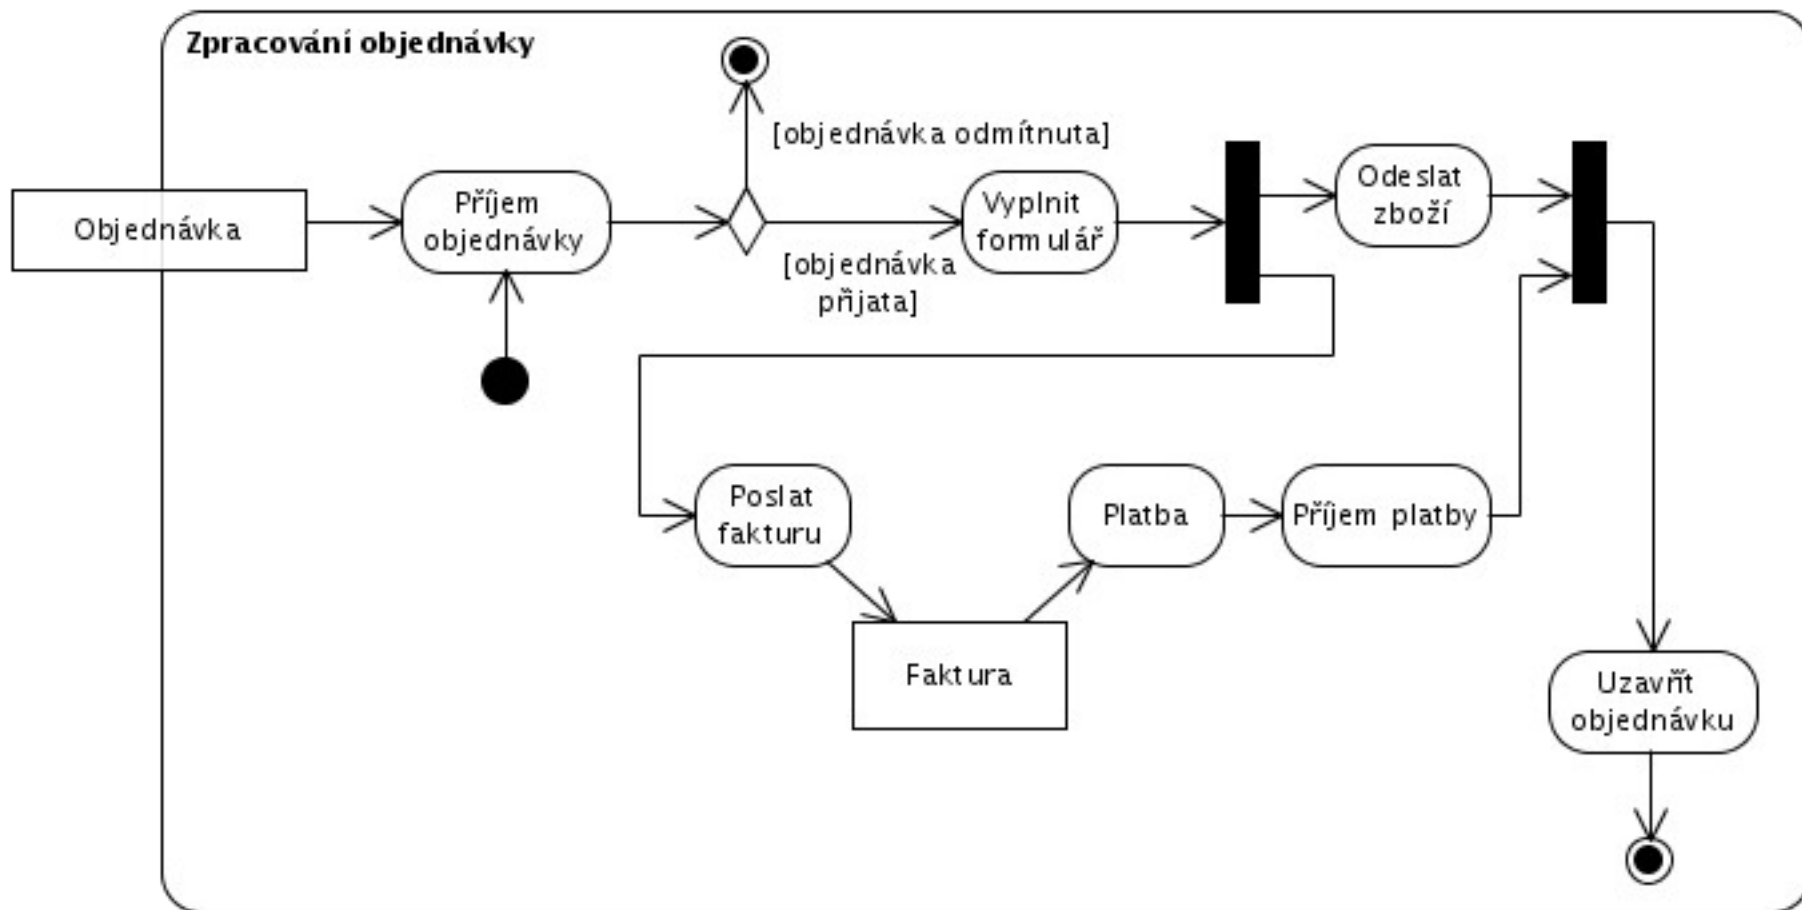 Zpracování objednávky
[objednávka odmítnuta]
Objednávka
Příjem
objednávky
Vyplnit
formulář
Odeslat
zboží
[objednávka
přijata]
Poslat
fakturu
Platba
Příjem platby
Faktura
Uzavřít
objednávku